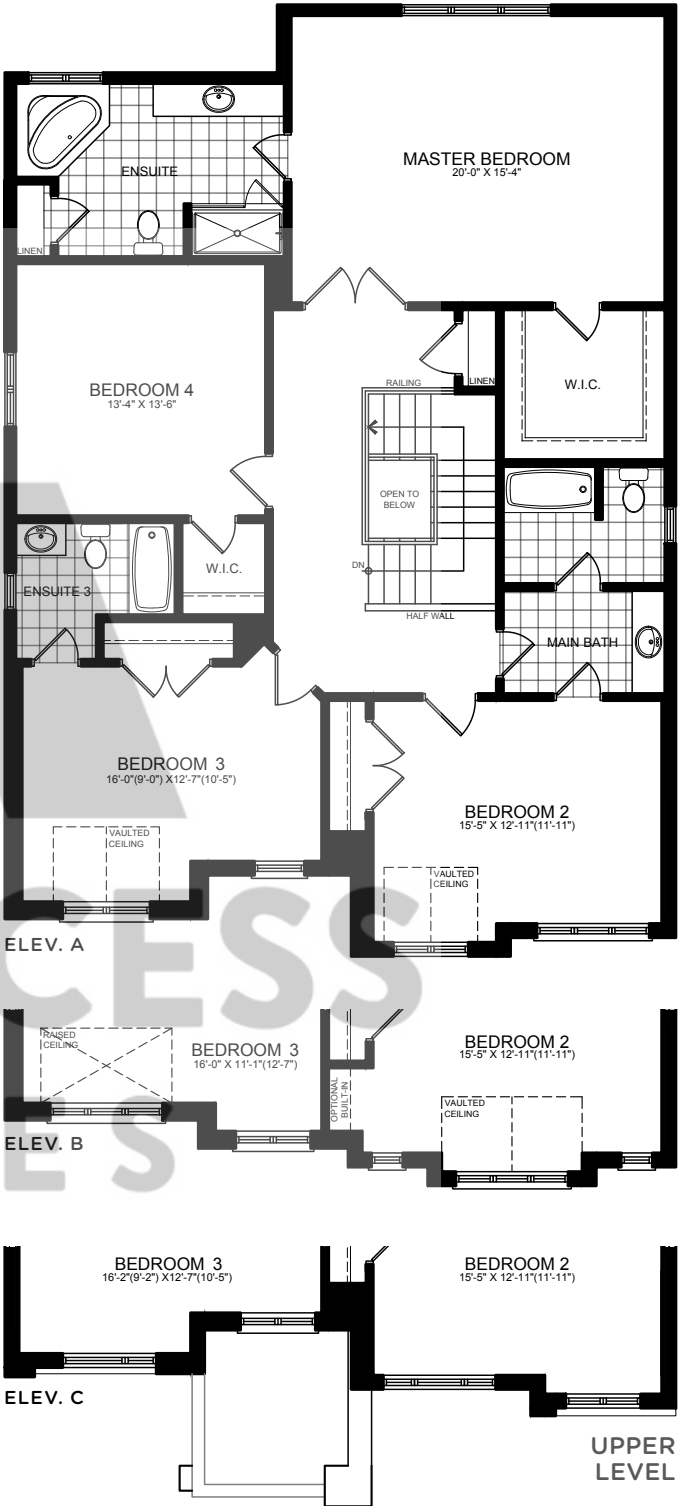 MASTER BEDROOM
20'-0" X 15'-4"
ENSUITE
LINEN
BEDROOM 4
13'-4" X 13'-6"
RAILING
LINEN
W.I.C.
OPEN TO
BELOW
DN
HALF WALL
W.I.C.
ENSUITE 3
MAIN BATH
BEDROOM 3
16'-0"(9'-0") X12'-7"(10'-5")
VAULTED
CEILING
BEDROOM 2
15'-5" X 12'-11"(11'-11")
VAULTED
CEILING
ELEV. A
CESS
RAISED
CEILING
BEDROOM 3
16'-0" X 11'-1"(12'-7")
OPTIONAL
BUILT-IN
BEDROOM 2
15'-5" X 12'-11"(11'-11")
VAULTED
CEILING
ELEV. B
ES
BEDROOM 3
16'-2"(9'-2") X12'-7"(10'-5")
BEDROOM 2
15'-5" X 12'-11"(11'-11")
ELEV. C
UPPER
LEVEL